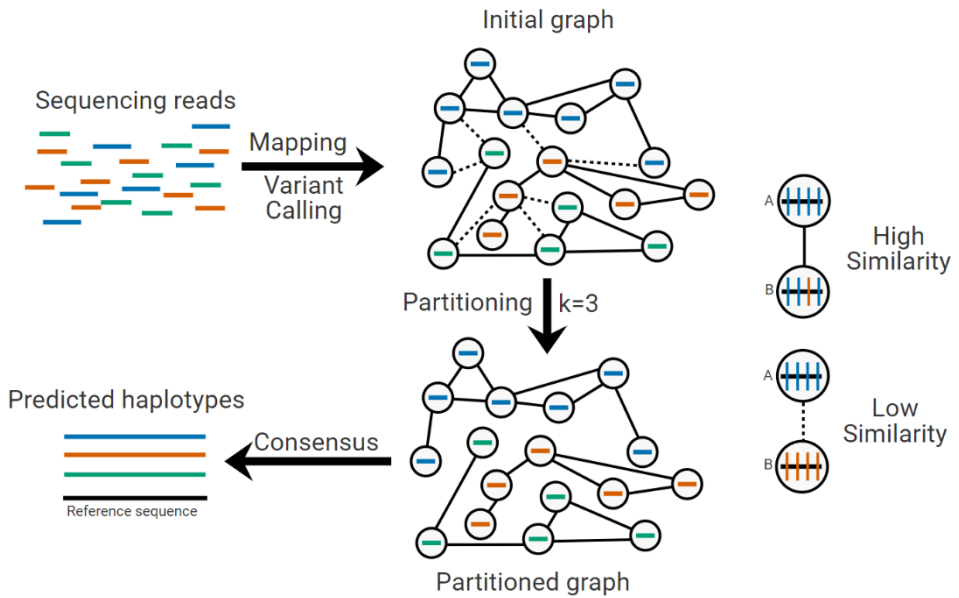 Initial graph
Sequencing reads
Mapping
Variant
Calling
A
High
Similarity
B
Partitioning
k=3
A
Predicted haplotypes
Low
Similarity
Consensus
B
Reference sequence
Partitioned graph